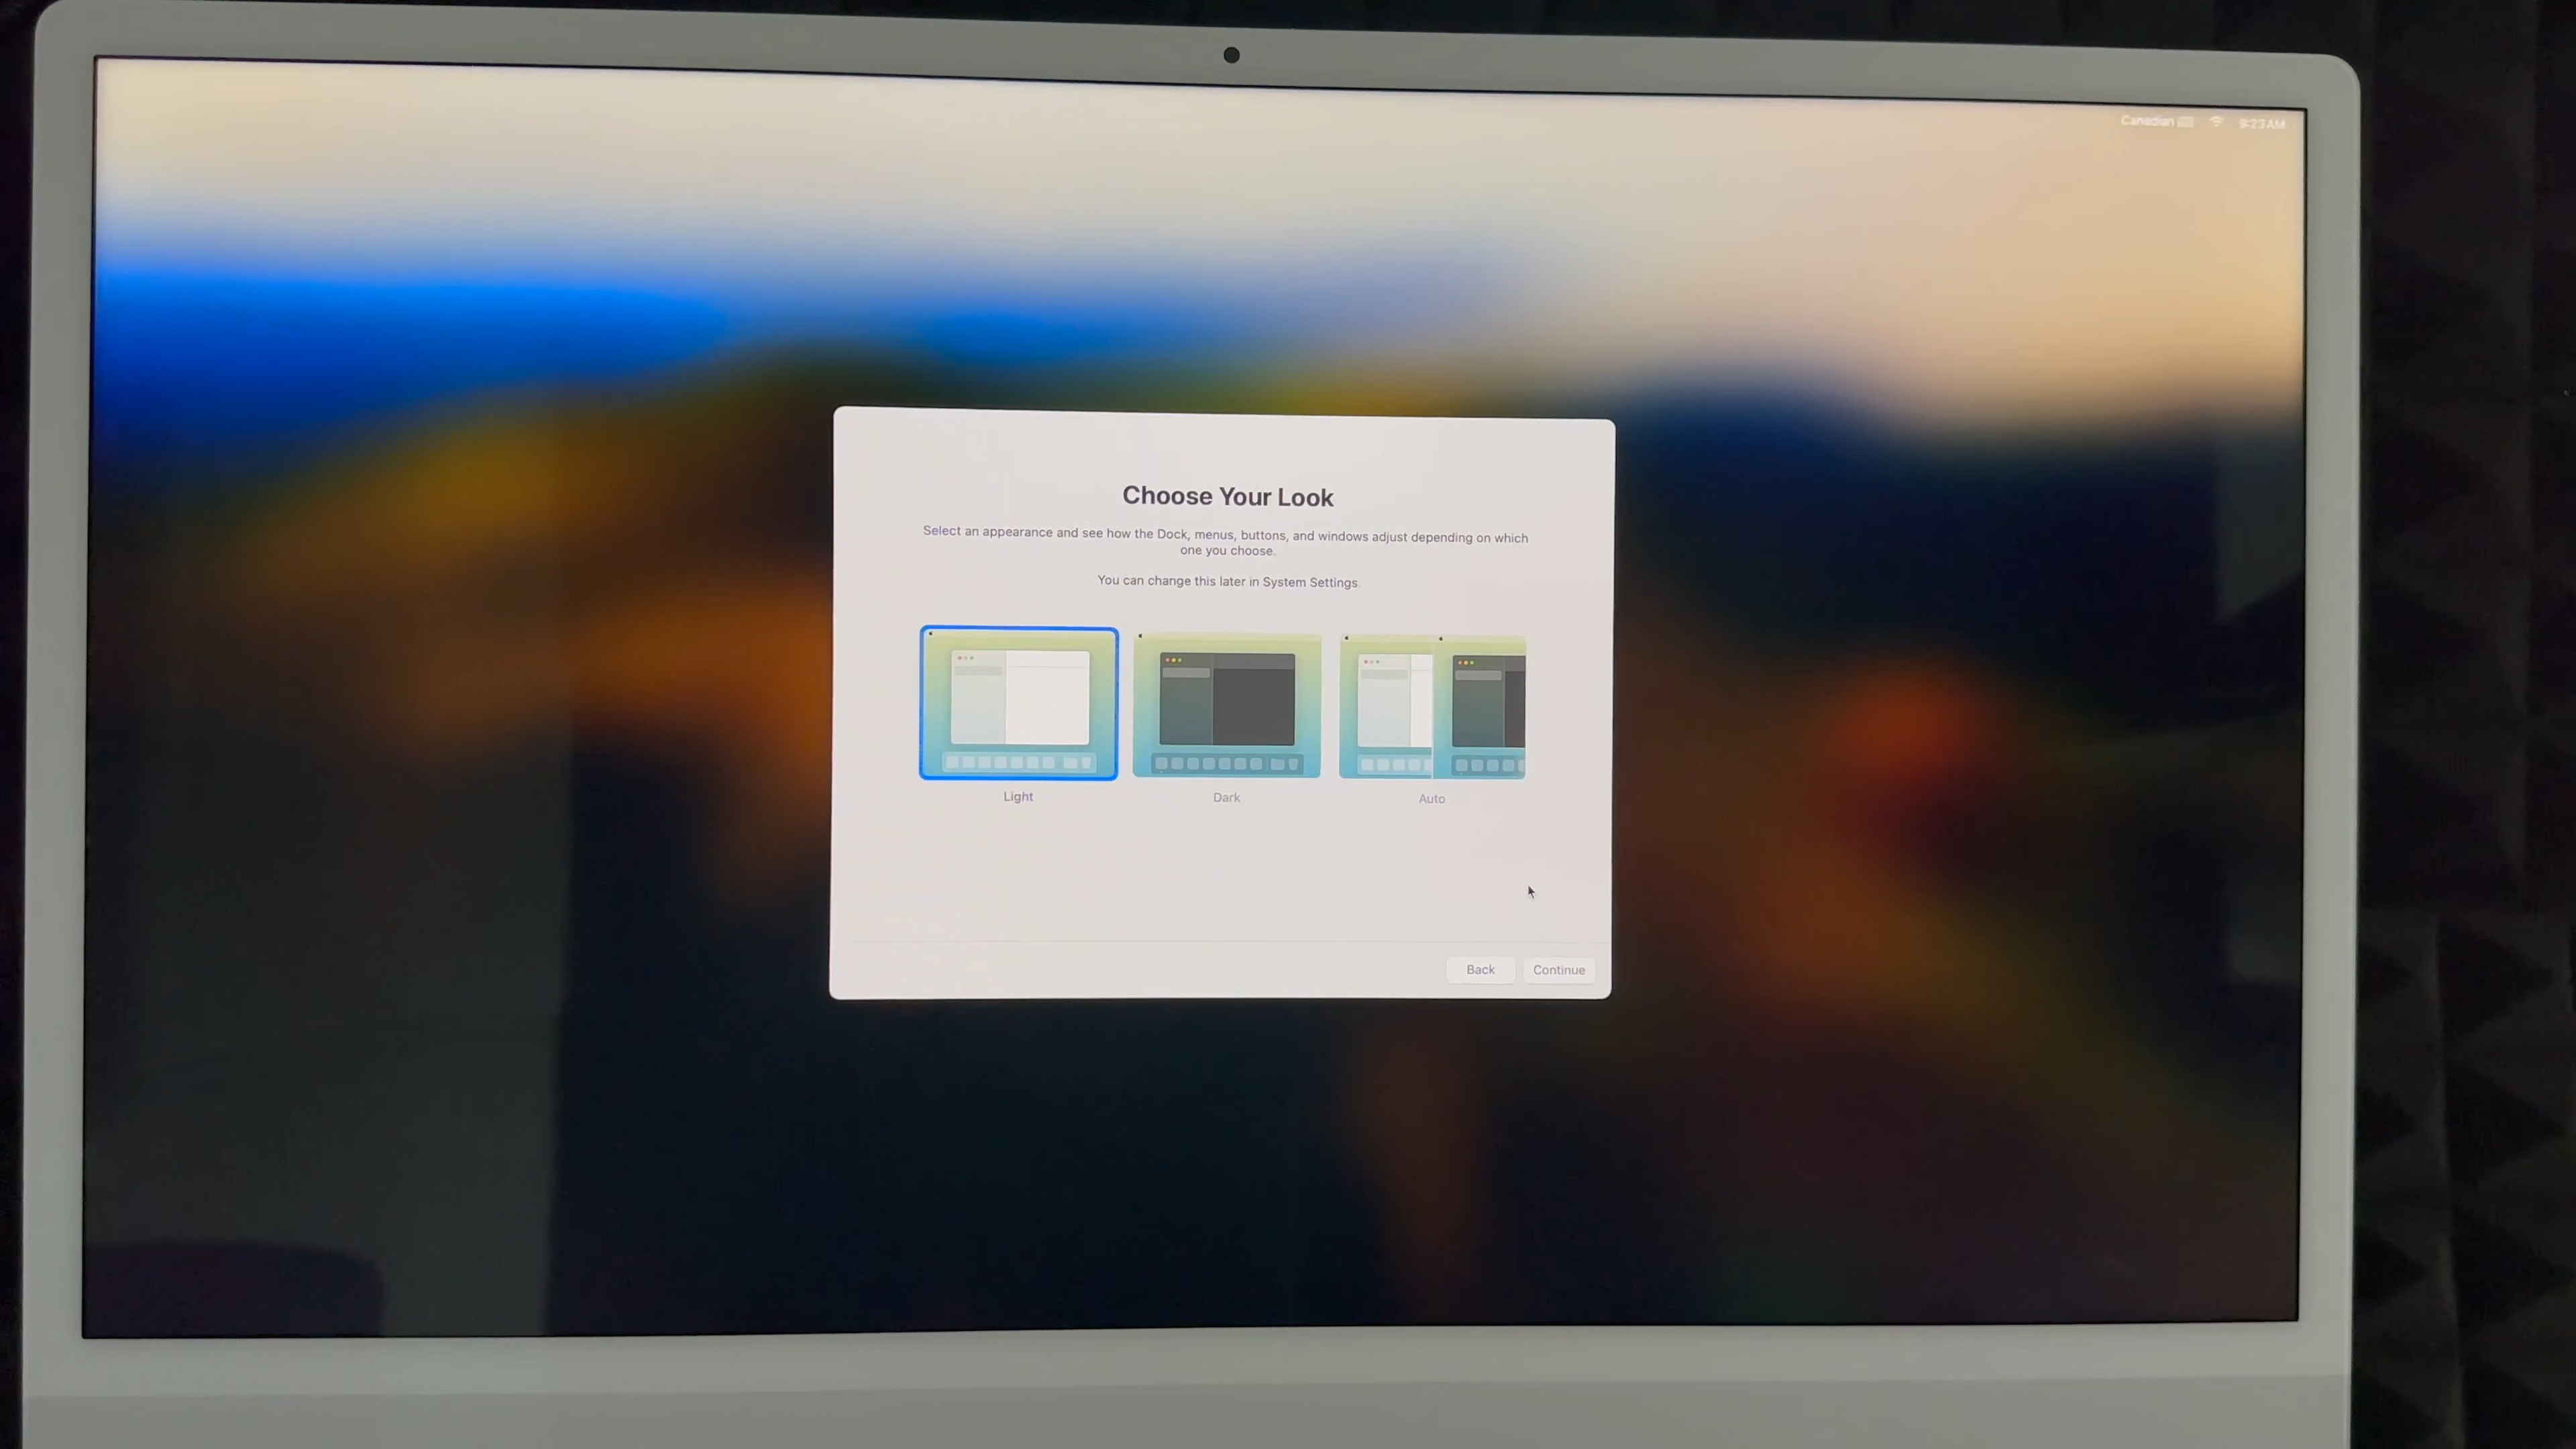 Canadian
Choose Your Look
Select an appearance and see how the Dock, menus, buttons, and windows adjust depending on which
one you choose.
You can change this later in System Settings.
Light
Dark
Auto
Back
Continue